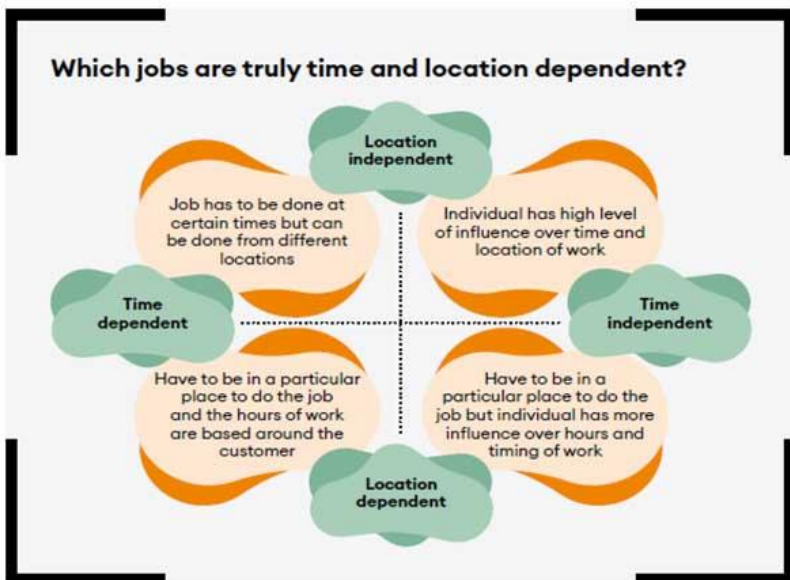 Which jobs are truly time and location dependent?
Location
independent
Job has to be done at
certain times but can
be done from different
locations
Individual has high level
of influence over time and
location of work
Time
dependent
Time
independent
Have to be in a particular
place to do the job
and the hours of work
are based around the
customer
Have to be in a
particular place to do the
job but individual has more
influence over hours and
timing of work
Location
dependent